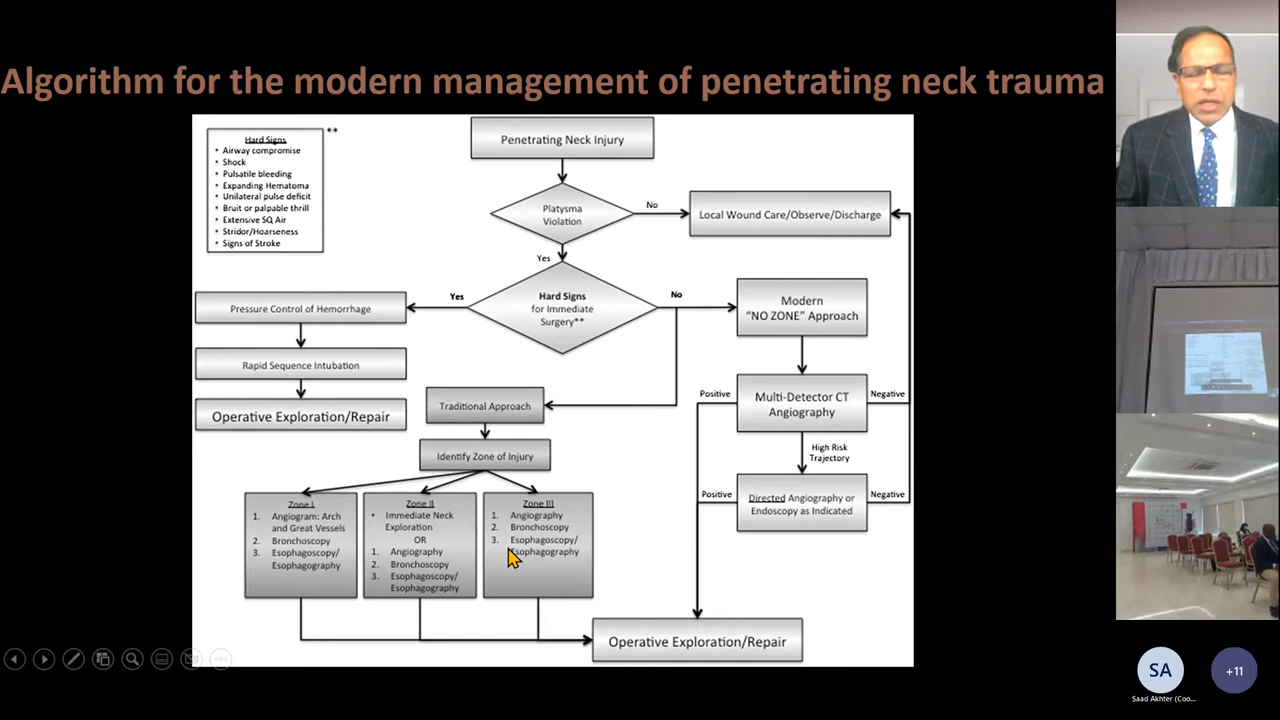 Algorithm for the modern management of penetrating neck trauma
Hard Signs
**
• Airway compromise
• Shock
• Pulsatile bleeding
• Expanding Hematoma
• Unilateral pulse deficit
• Bruit or palpable thrill
• Extensive SQ Air
• Stridor/Hoarseness
• Signs of Stroke
Penetrating Neck Injury
Platysma
Violation
No
Local Wound Care/Observe/Discharge
Yes
Hard Signs
for Immediate
Surgery**
Yes
No
Pressure Control of Hemorrhage
Rapid Sequence Intubation
Operative Exploration/Repair
Modern
"NO ZONE" Approach
Multi-Detector CT
Angiography
Positive
Negative
High Risk
Trajectory
Directed Angiography or
Endoscopy as Indicated
Positive
Negative
Traditional Approach
Identify Zone of Injury
Zone I
1. Angiogram: Arch
and Great Vessels
2. Bronchoscopy
3. Esophagoscopy/
Esophagography
Zone II
• Immediate Neck
Exploration
OR
1. Angiography
2. Bronchoscopy
3. Esophagoscopy/
Esophagography
Zone III
1. Angiography
2. Bronchoscopy
3. Esophagoscopy/
Esophagography
Operative Exploration/Repair
SA
+11
Saad Akhter (Coo...